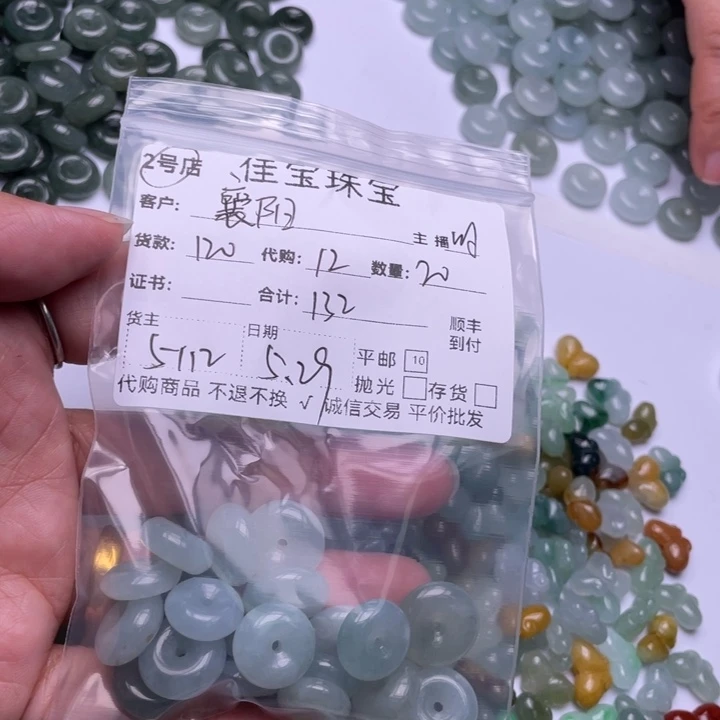 2号店 佳宝珠宝
客户: 襄阳 主播
货款: 120 代购: 12 数量: 20
证书: 合计: 132 顺丰到付
货主 5-112 日期 5.29 平邮 10
抛光 存货
代购商品 不退不换 √ 诚信交易 平价批发